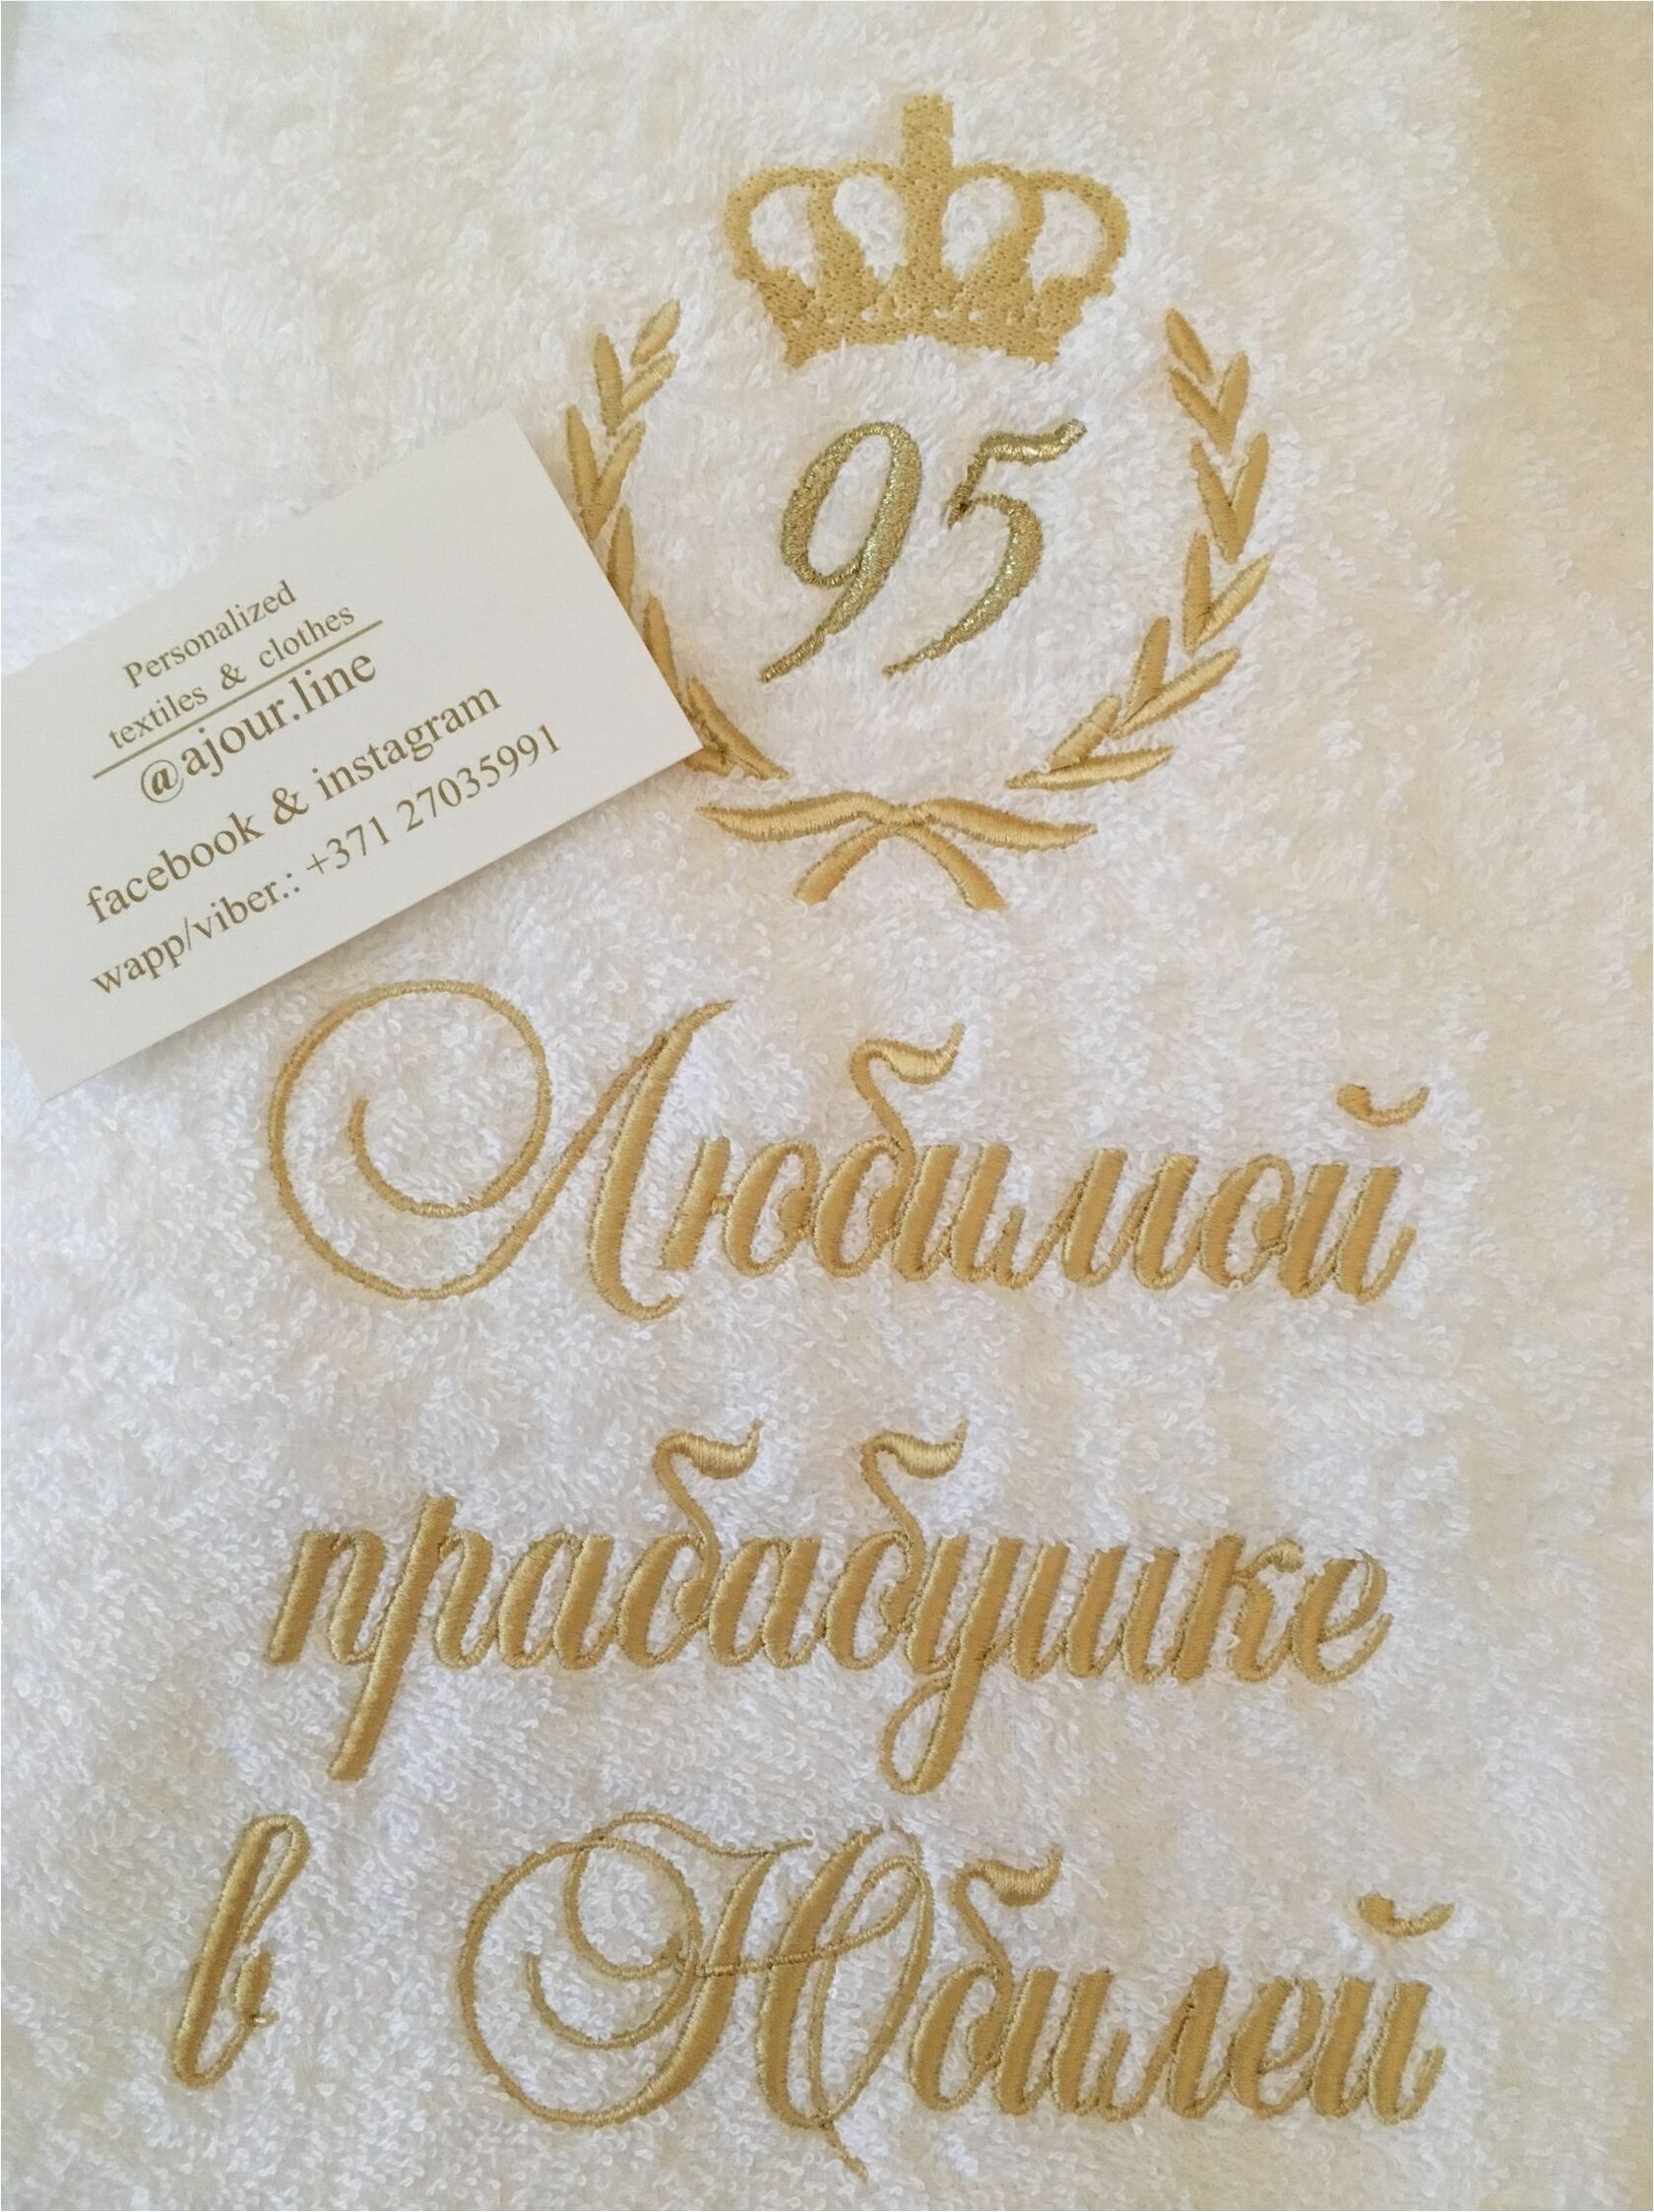 95
Personalized
textiles & clothes
@ajour.line
facebook & instagram
wapp/viber.: +371 27035991
Любимой
прабабушке
в Юбилей